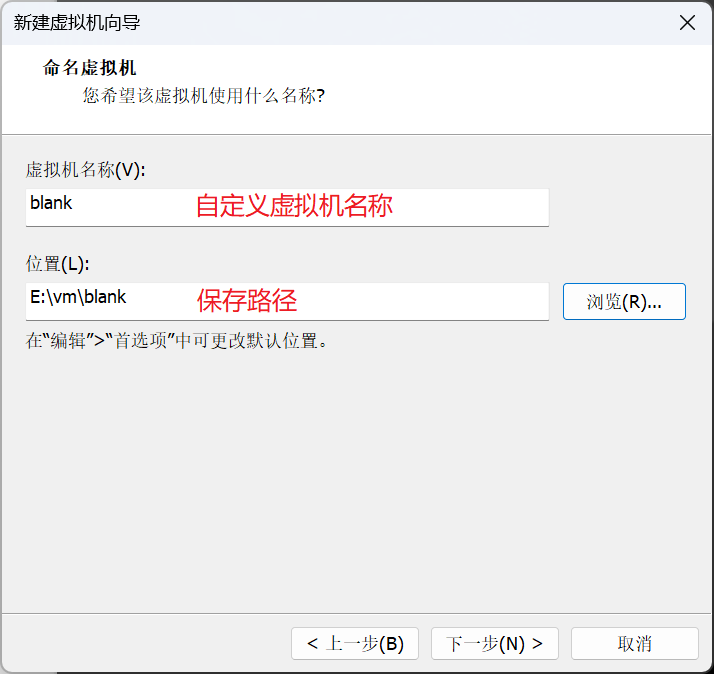 新建虚拟机向导
命名虚拟机
您希望该虚拟机使用什么名称?
虚拟机名称(V):
blank 自定义虚拟机名称
位置(L):
E:\vm\blank 保存路径 浏览(R)...
在“编辑”>“首选项”中可更改默认位置。
< 上一步(B) 下一步(N) > 取消